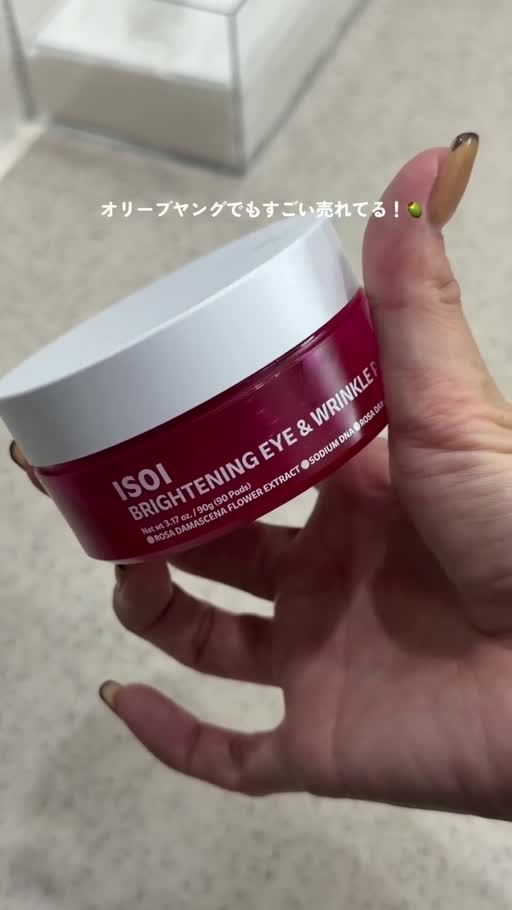 オリーブヤングでもすごい売れてる！
ISOI
BRIGHTENING EYE & WRINKLE
Net wt 3.17 oz. / 90g (90 Pads)
●ROSA DAMASCENA FLOWER EXTRACT ●SODIUM DNA ●ROSA